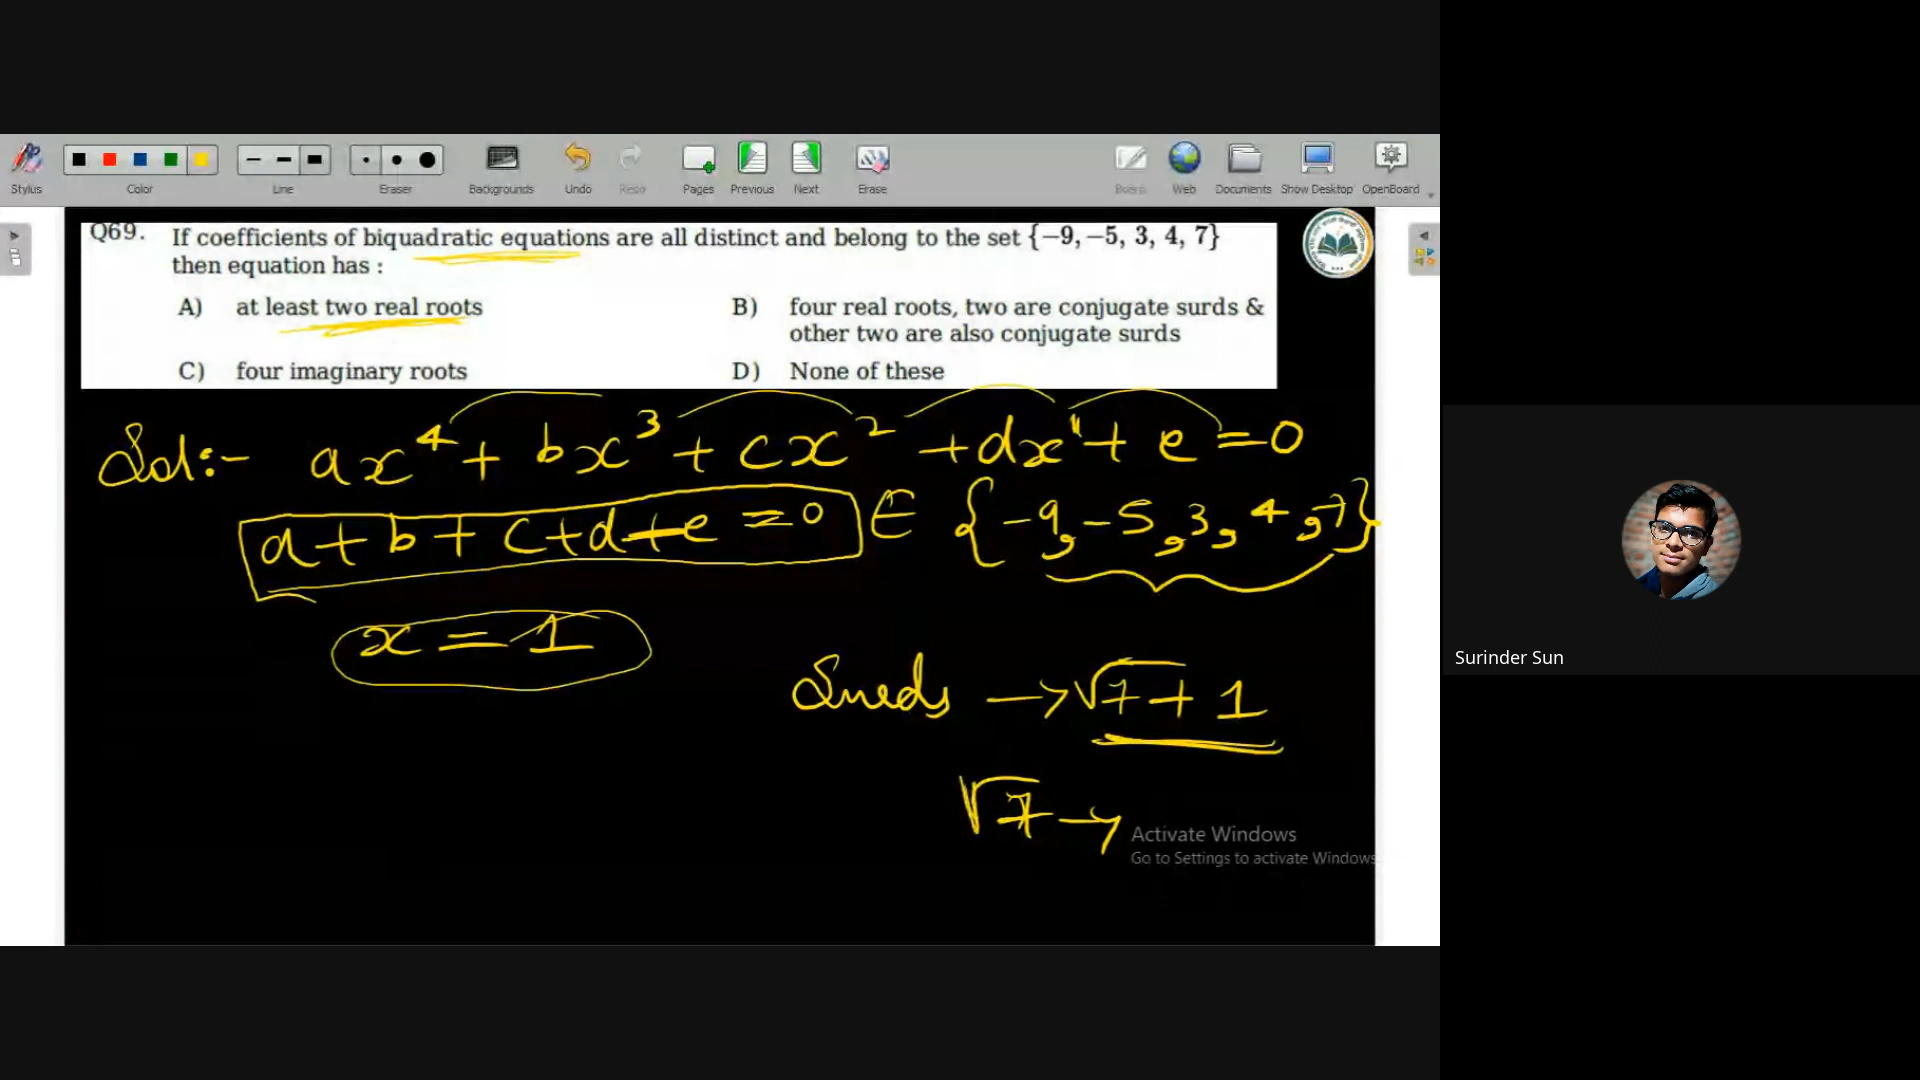 Stylus
Color
Line
Eraser
Backgrounds
Undo
Redo
Pages
Previous
Next
Erase
Board
Web
Documents
Show Desktop
OpenBoard
Q69. If coefficients of biquadratic equations are all distinct and belong to the set {−9, −5, 3, 4, 7}
then equation has :
A) at least two real roots
B) four real roots, two are conjugate surds &
other two are also conjugate surds
C) four imaginary roots
D) None of these
Sol:- ax⁴ + bx³ + cx² + dx¹ + e = 0
a + b + c + d + e = 0 ∈ {-9, -5, 3, 4, 7}
x = 1
Surds → √7 + 1
√7 →
Activate Windows
Go to Settings to activate Windows
Surinder Sun